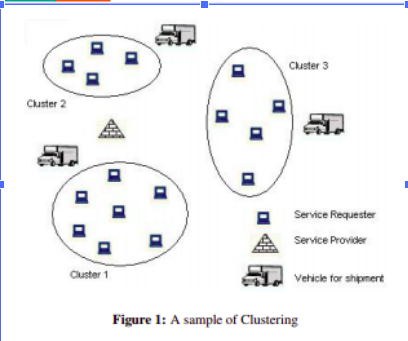 Cluster 3
Cluster 2
Cluster 1
Service Requester
Service Provider
Vehicle for shipment
Figure 1: A sample of Clustering